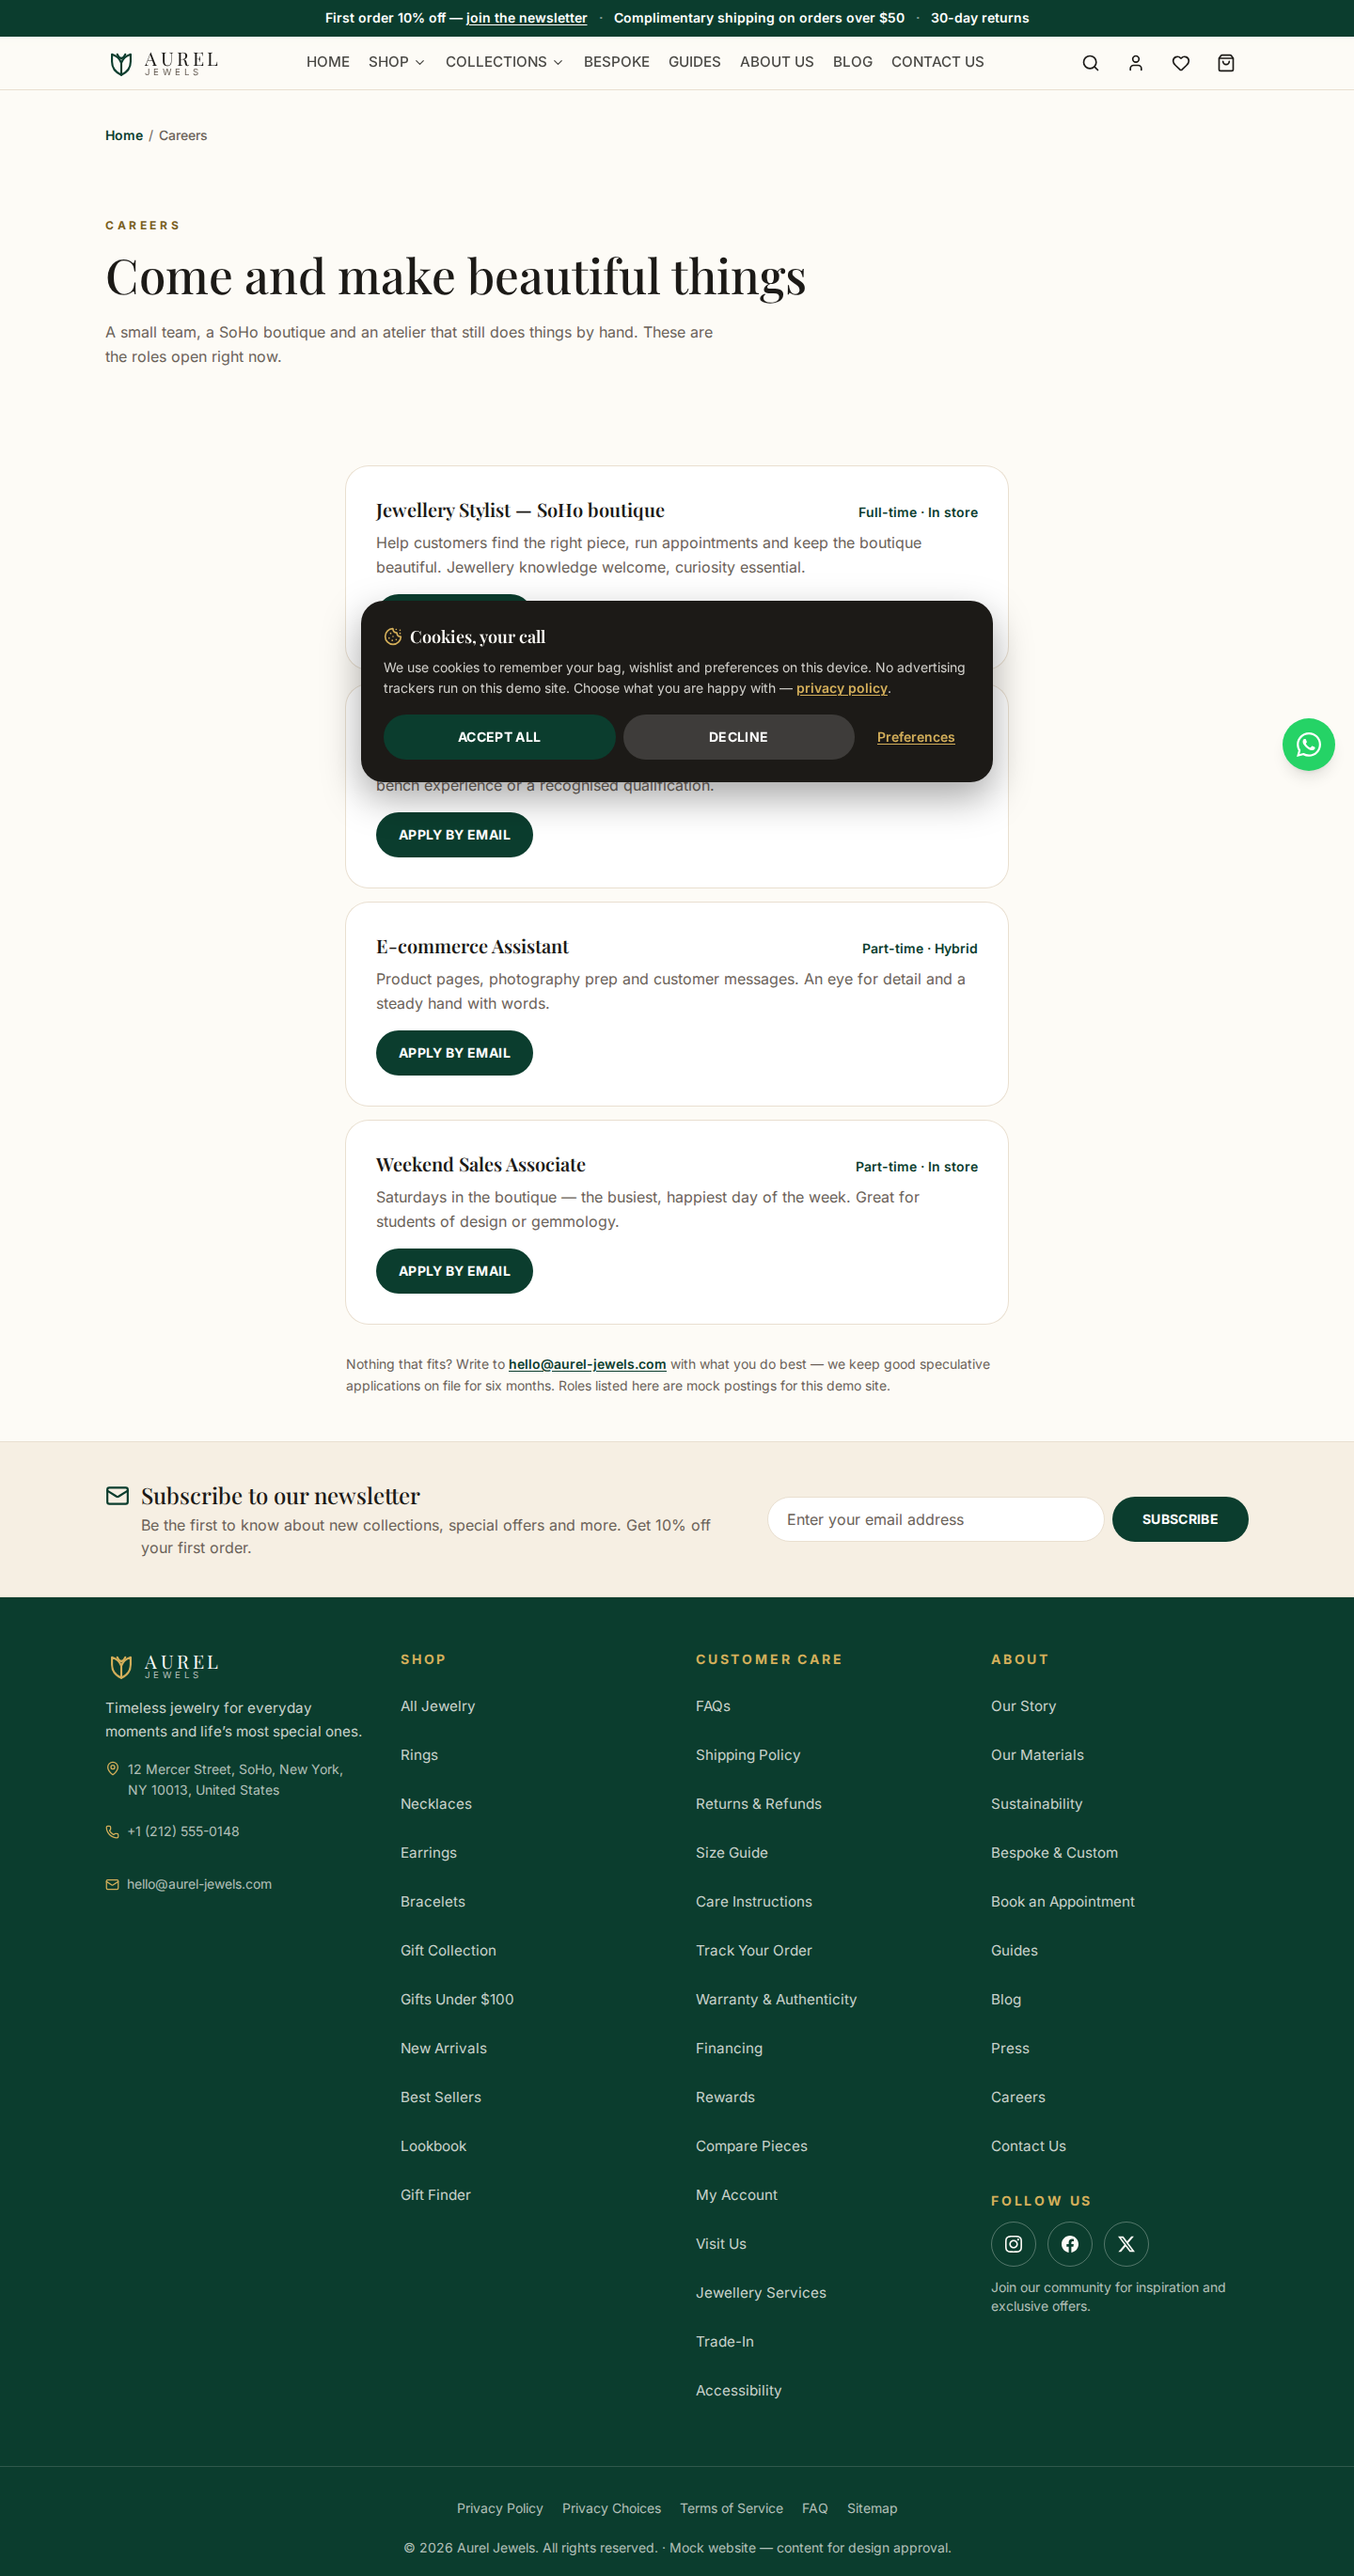 First order 10% off — join the newsletter · Complimentary shipping on orders over $50 · 30-day returns
AUREL
JEWELS
HOME SHOP COLLECTIONS BESPOKE GUIDES ABOUT US BLOG CONTACT US
Home / Careers
CAREERS
Come and make beautiful things
A small team, a SoHo boutique and an atelier that still does things by hand. These are
the roles open right now.
Jewellery Stylist — SoHo boutique
Full-time · In store
Help customers find the right piece, run appointments and keep the boutique
beautiful. Jewellery knowledge welcome, curiosity essential.
Cookies, your call
We use cookies to remember your bag, wishlist and preferences on this device. No advertising
trackers run on this demo site. Choose what you are happy with — privacy policy.
ACCEPT ALL
DECLINE
Preferences
bench experience or a recognised qualification.
APPLY BY EMAIL
E-commerce Assistant
Part-time · Hybrid
Product pages, photography prep and customer messages. An eye for detail and a
steady hand with words.
APPLY BY EMAIL
Weekend Sales Associate
Part-time · In store
Saturdays in the boutique — the busiest, happiest day of the week. Great for
students of design or gemmology.
APPLY BY EMAIL
Nothing that fits? Write to hello@aurel-jewels.com with what you do best — we keep good speculative
applications on file for six months. Roles listed here are mock postings for this demo site.
Subscribe to our newsletter
Be the first to know about new collections, special offers and more. Get 10% off
your first order.
Enter your email address
SUBSCRIBE
AUREL
JEWELS
Timeless jewelry for everyday
moments and life’s most special ones.
12 Mercer Street, SoHo, New York,
NY 10013, United States
+1 (212) 555-0148
hello@aurel-jewels.com
SHOP
All Jewelry
Rings
Necklaces
Earrings
Bracelets
Gift Collection
Gifts Under $100
New Arrivals
Best Sellers
Lookbook
Gift Finder
CUSTOMER CARE
FAQs
Shipping Policy
Returns & Refunds
Size Guide
Care Instructions
Track Your Order
Warranty & Authenticity
Financing
Rewards
Compare Pieces
My Account
Visit Us
Jewellery Services
Trade-In
Accessibility
ABOUT
Our Story
Our Materials
Sustainability
Bespoke & Custom
Book an Appointment
Guides
Blog
Press
Careers
Contact Us
FOLLOW US
Join our community for inspiration and
exclusive offers.
Privacy Policy Privacy Choices Terms of Service FAQ Sitemap
© 2026 Aurel Jewels. All rights reserved. · Mock website — content for design approval.